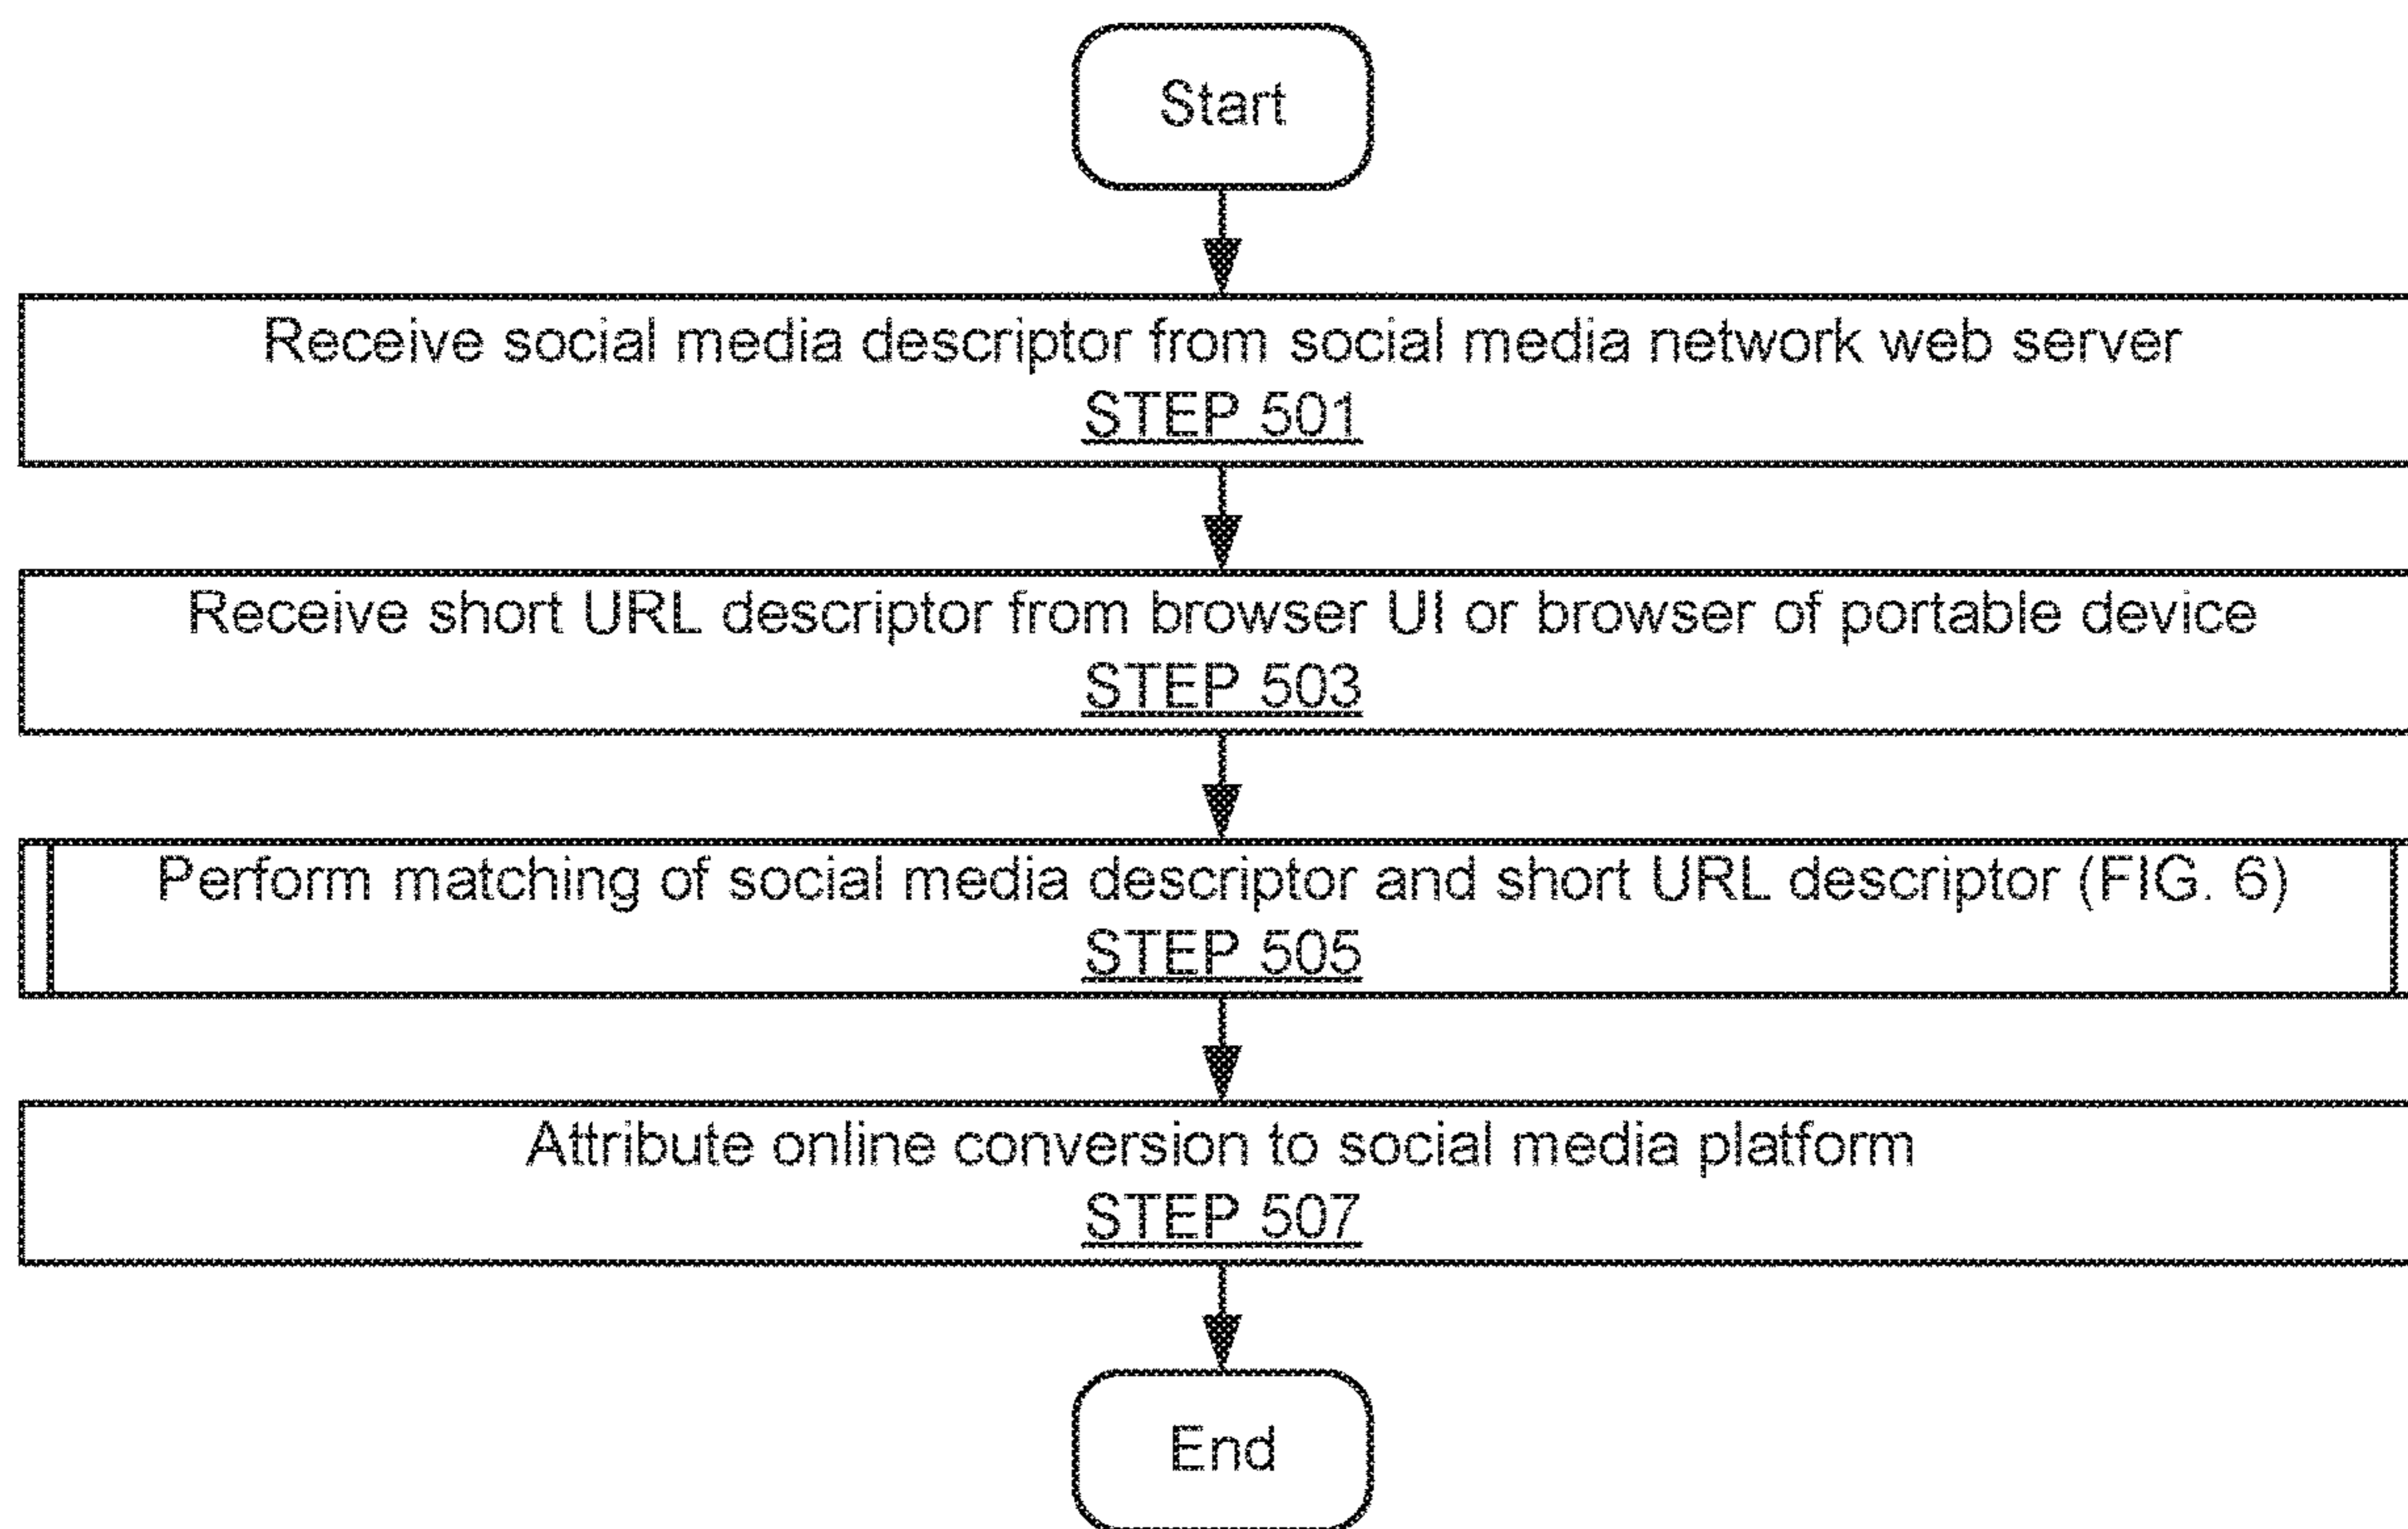 Start
Receive social media descriptor from social media network web server
STEP 501
Receive short URL descriptor from browser UI or browser of portable device
STEP 503
Perform matching of social media descriptor and short URL descriptor (FIG. 6)
STEP 505
Attribute online conversion to social media platform
STEP 507
End